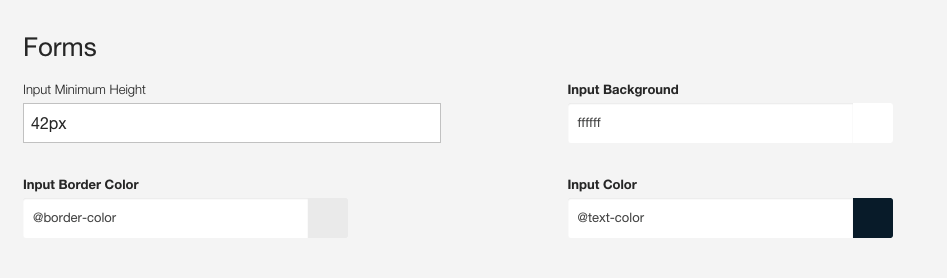 Forms
Input Minimum Height
Input Background
42px
ffffff
Input Border Color
Input Color
@border-color
@text-color